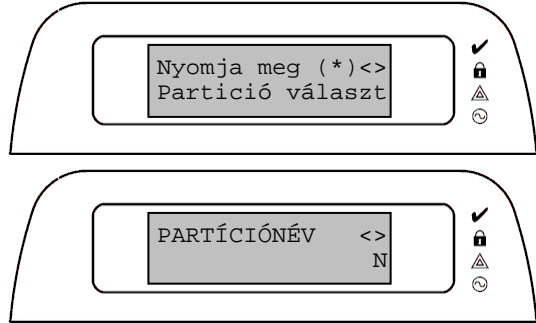 Nyomja meg (*)<>
Partició választ
PARTÍCIÓNÉV <>
N